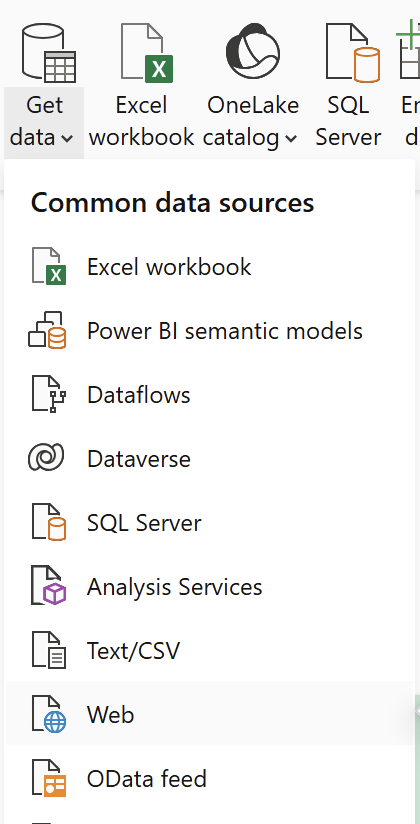 Get
data
Excel
workbook
OneLake
catalog
SQL
Server
Common data sources
Excel workbook
Power BI semantic models
Dataflows
Dataverse
SQL Server
Analysis Services
Text/CSV
Web
OData feed